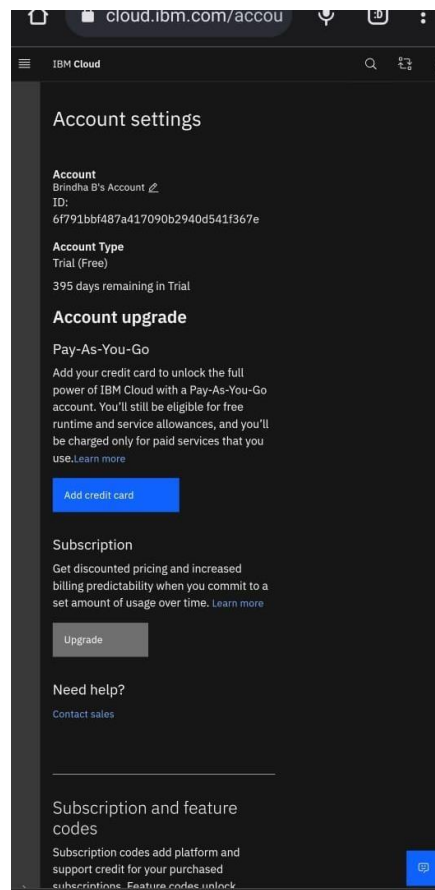 cloud.ibm.com/accou
:D
IBM Cloud
Account settings
Account
Brindha B's Account
ID:
6f791bbf487a417090b2940d541f367e
Account Type
Trial (Free)
395 days remaining in Trial
Account upgrade
Pay-As-You-Go
Add your credit card to unlock the full
power of IBM Cloud with a Pay-As-You-Go
account. You'll still be eligible for free
runtime and service allowances, and you'll
be charged only for paid services that you
use.Learn more
Add credit card
Subscription
Get discounted pricing and increased
billing predictability when you commit to a
set amount of usage over time. Learn more
Upgrade
Need help?
Contact sales
Subscription and feature
codes
Subscription codes add platform and
support credit for your purchased
subscriptions. Feature codes unlock